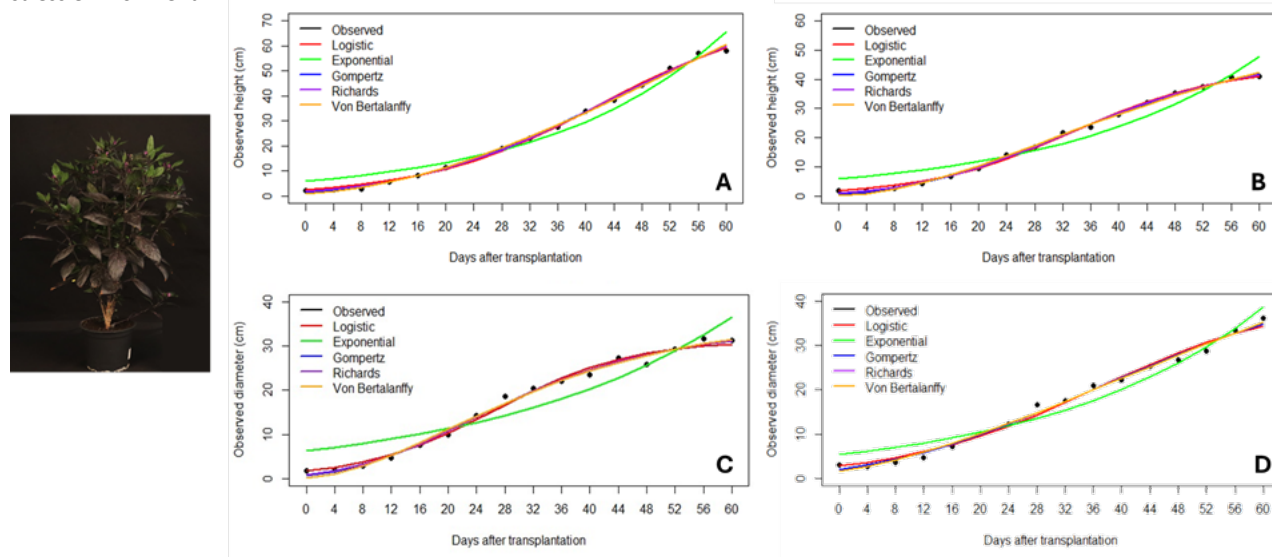 70
60
50
40
30
20
10
0
Observed height (cm)
Observed
Logistic
Exponential
Gompertz
Richards
Von Bertalanffy
A
0 4 8 12 16 20 24 28 32 36 40 44 48 52 56 60
Days after transplantation
60
50
40
30
20
10
0
Observed height (cm)
Observed
Logistic
Exponential
Gompertz
Richards
Von Bertalanffy
B
0 4 8 12 16 20 24 28 32 36 40 44 48 52 56 60
Days after transplantation
40
30
20
10
0
Observed diameter (cm)
Observed
Logistic
Exponential
Gompertz
Richards
Von Bertalanffy
C
0 4 8 12 16 20 24 28 32 36 40 44 48 52 56 60
Days after transplantation
40
30
20
10
0
Observed diameter (cm)
Observed
Logistic
Exponential
Gompertz
Richards
Von Bertalanffy
D
0 4 8 12 16 20 24 28 32 36 40 44 48 52 56 60
Days after transplantation